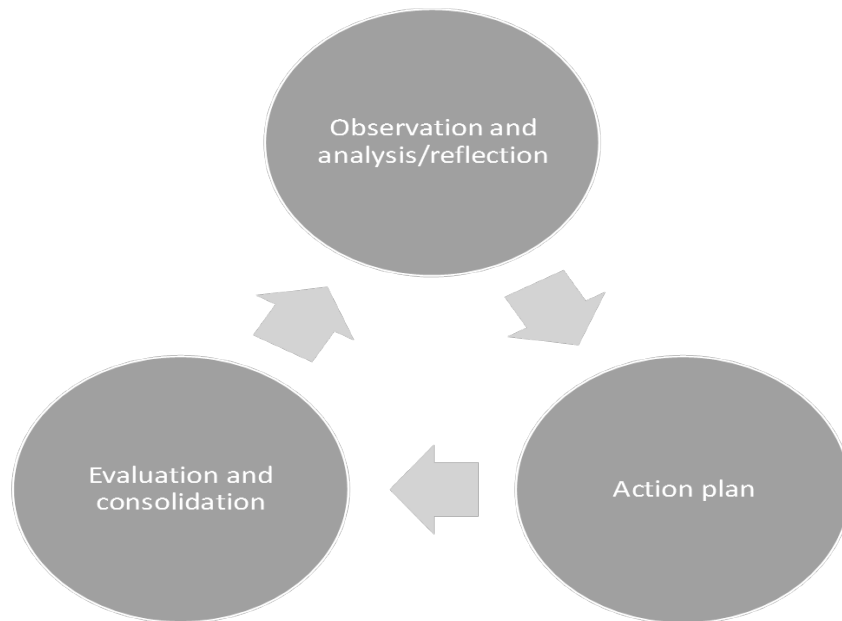 Observation and
analysis/reflection
Evaluation and
consolidation
Action plan